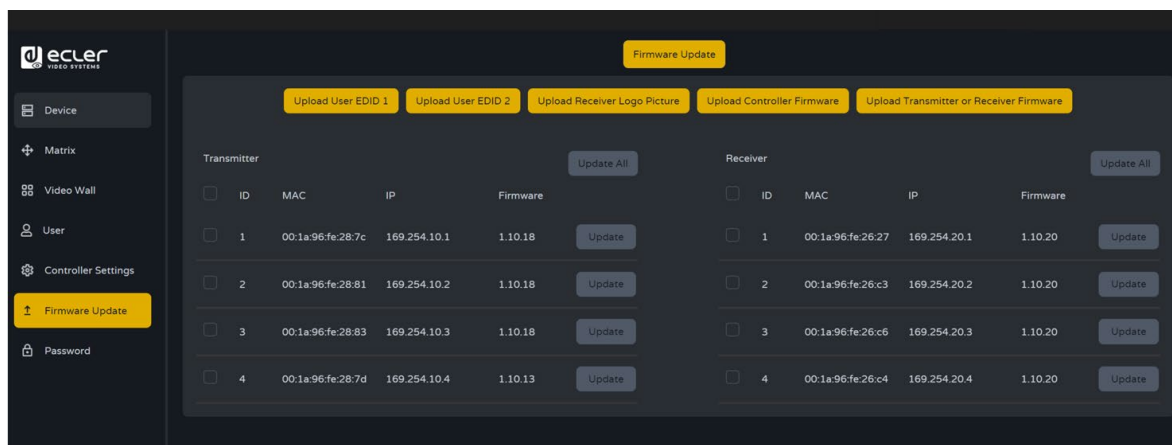 ecler
VIDEO SYSTEMS
Device
Matrix
Video Wall
User
Controller Settings
Firmware Update
Password
Firmware Update
Upload User EDID 1 Upload User EDID 2 Upload Receiver Logo Picture Upload Controller Firmware Upload Transmitter or Receiver Firmware
Transmitter Update All
ID MAC IP Firmware
1 00:1a:96:fe:28:7c 169.254.10.1 1.10.18 Update
2 00:1a:96:fe:28:81 169.254.10.2 1.10.18 Update
3 00:1a:96:fe:28:83 169.254.10.3 1.10.18 Update
4 00:1a:96:fe:28:7d 169.254.10.4 1.10.13 Update
Receiver Update All
ID MAC IP Firmware
1 00:1a:96:fe:26:27 169.254.20.1 1.10.20 Update
2 00:1a:96:fe:26:c3 169.254.20.2 1.10.20 Update
3 00:1a:96:fe:26:c6 169.254.20.3 1.10.20 Update
4 00:1a:96:fe:26:c4 169.254.20.4 1.10.20 Update